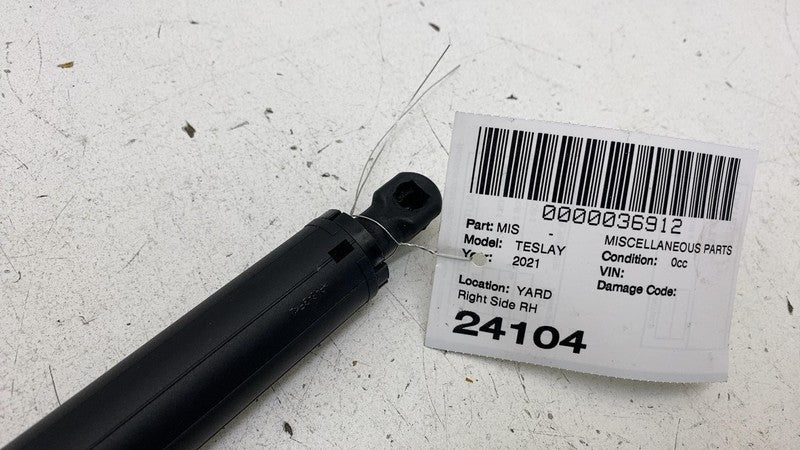 0000036912
Part: MIS - MISCELLANEOUS PARTS
Model: TESLAY Condition: 0cc
Year: 2021 VIN:
Damage Code:
Location: YARD
Right Side RH
24104